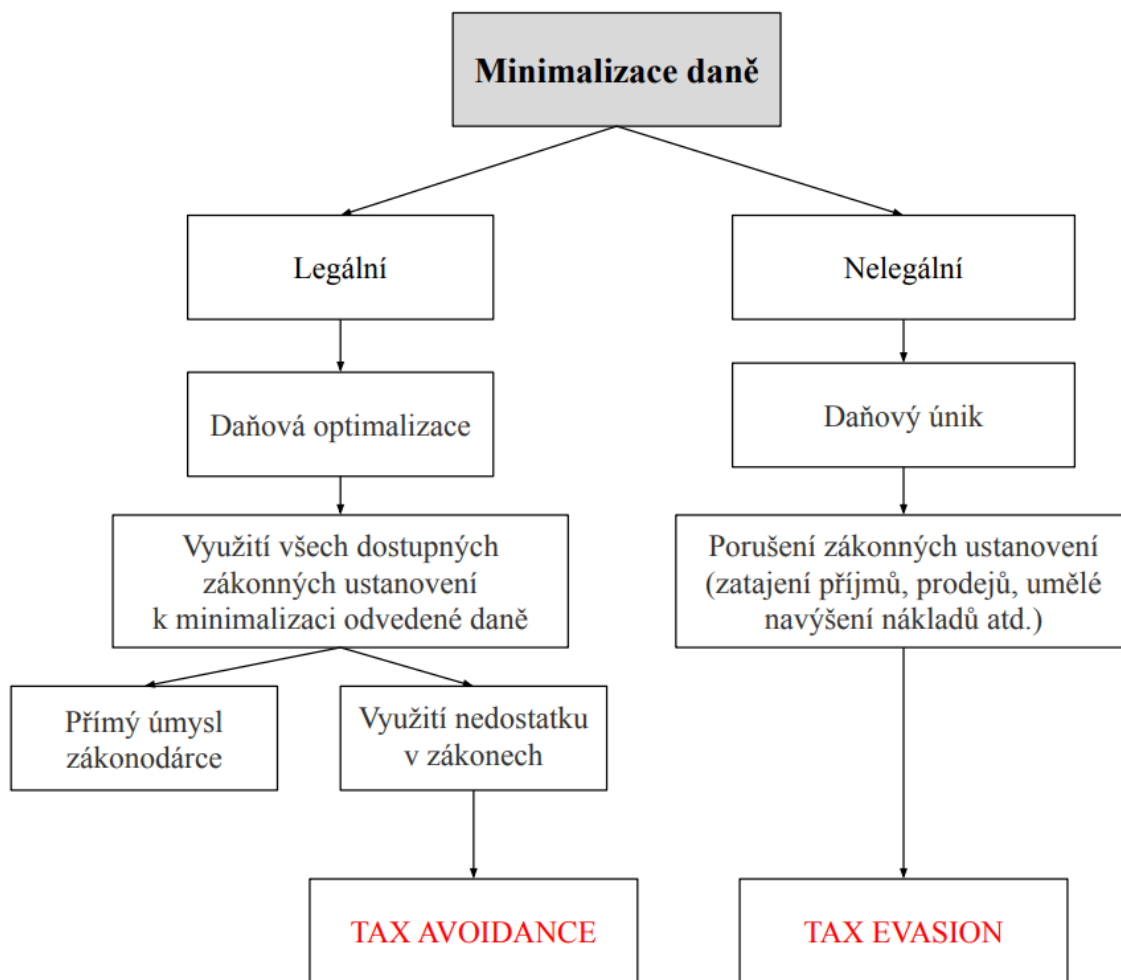 Minimalizace daně
Legální
Nelegální
Daňová optimalizace
Daňový únik
Využití všech dostupných
zákonných ustanovení
k minimalizaci odvedené daně
Porušení zákonných ustanovení
(zatajení příjmů, prodejů, umělé
navýšení nákladů atd.)
Přímý úmysl
zákonodárce
Využití nedostatku
v zákonech
TAX AVOIDANCE
TAX EVASION